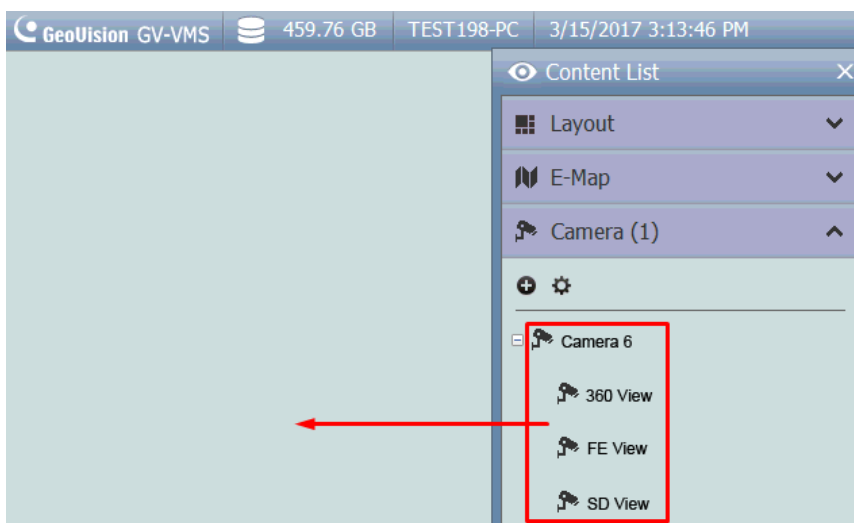 GeoVision GV-VMS 459.76 GB TEST198-PC 3/15/2017 3:13:46 PM
Content List
Layout
E-Map
Camera (1)
Camera 6
360 View
FE View
SD View